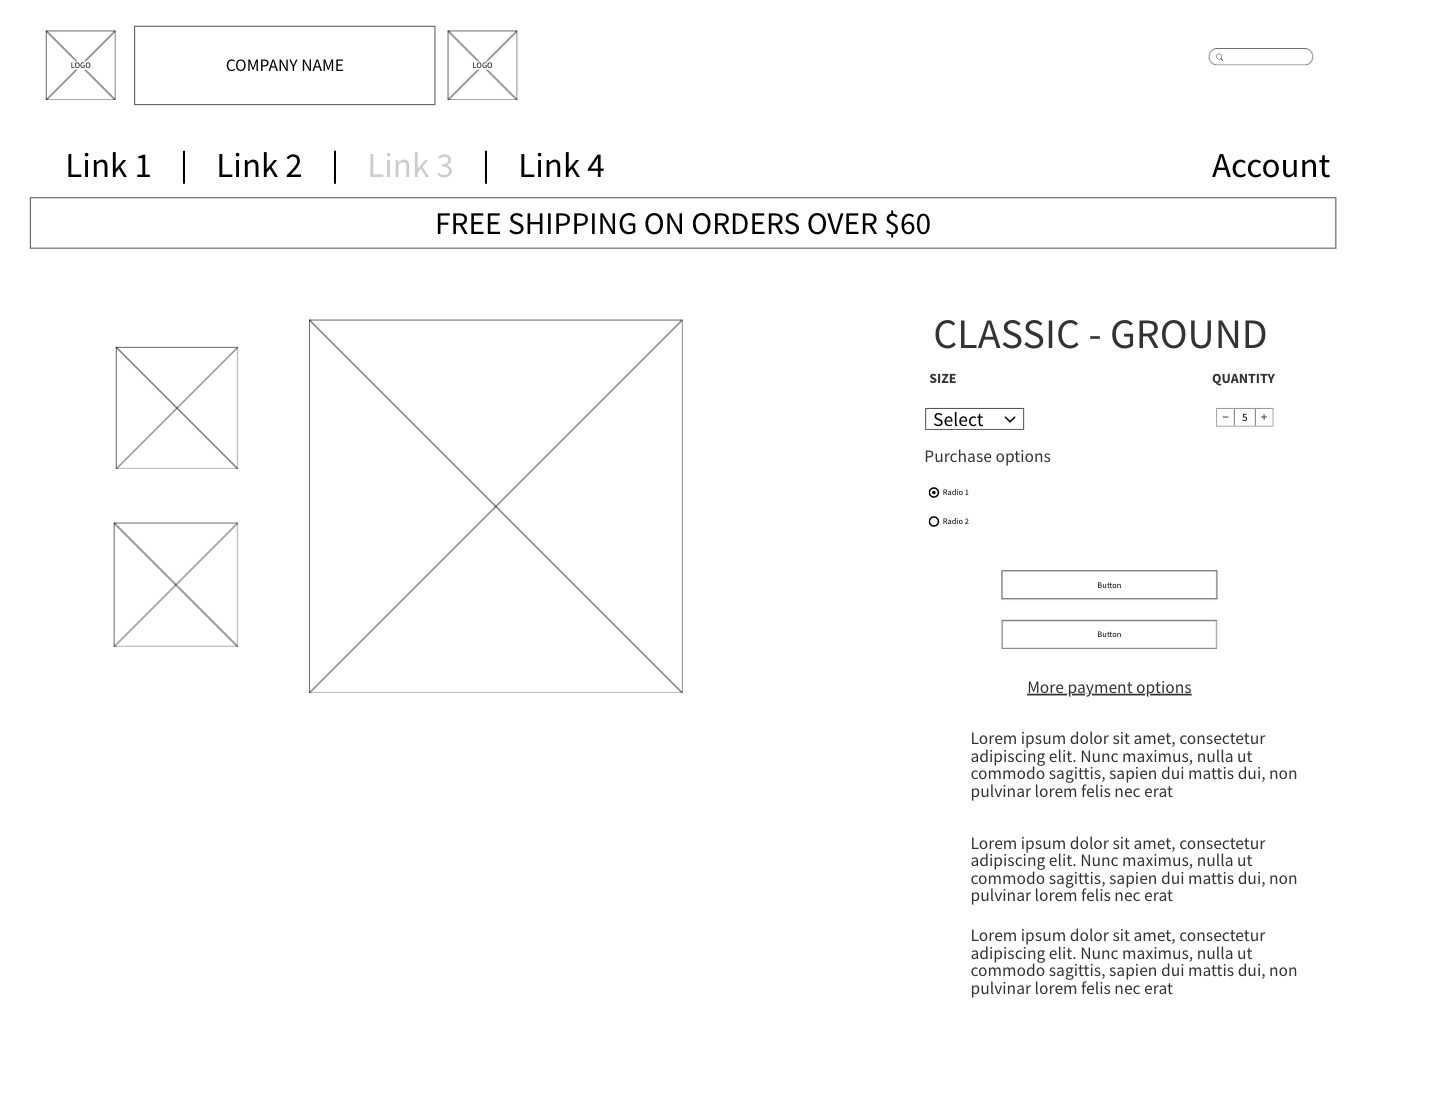 LOGO
COMPANY NAME
LOGO
Link 1 | Link 2 | Link 3 | Link 4
Account
FREE SHIPPING ON ORDERS OVER $60
CLASSIC - GROUND
SIZE
QUANTITY
Select
− 5 +
Purchase options
Radio 1
Radio 2
Button
Button
More payment options
Lorem ipsum dolor sit amet, consectetur
adipiscing elit. Nunc maximus, nulla ut
commodo sagittis, sapien dui mattis dui, non
pulvinar lorem felis nec erat
Lorem ipsum dolor sit amet, consectetur
adipiscing elit. Nunc maximus, nulla ut
commodo sagittis, sapien dui mattis dui, non
pulvinar lorem felis nec erat
Lorem ipsum dolor sit amet, consectetur
adipiscing elit. Nunc maximus, nulla ut
commodo sagittis, sapien dui mattis dui, non
pulvinar lorem felis nec erat